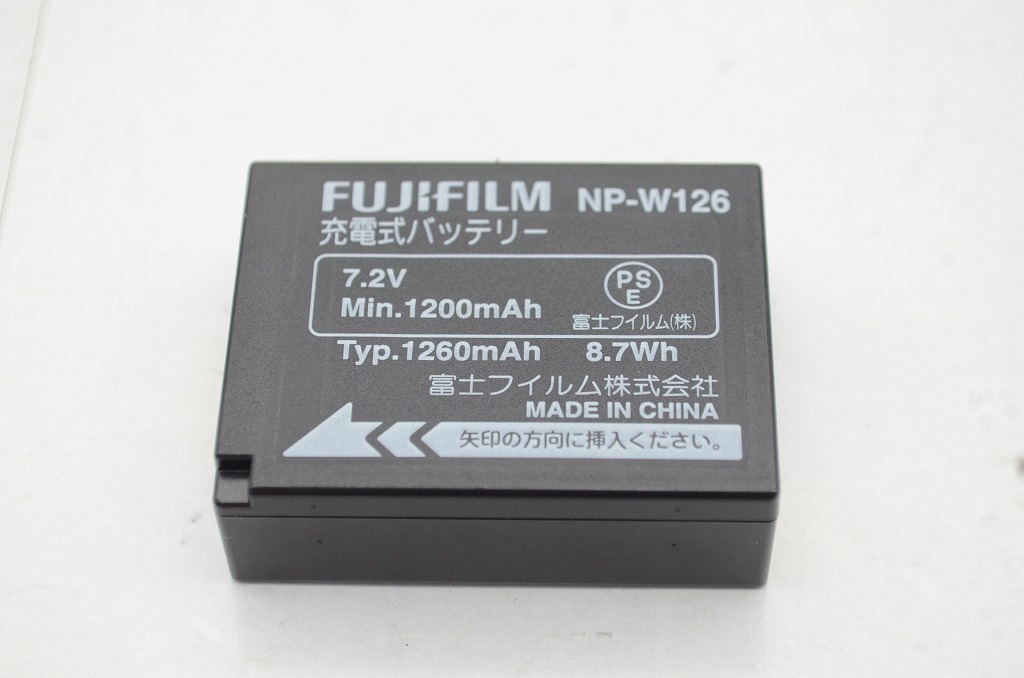 FUJIFILM NP-W126
充電式バッテリー
7.2V
Min.1200mAh
PS
E
富士フイルム(株)
Typ.1260mAh 8.7Wh
富士フイルム株式会社
MADE IN CHINA
矢印の方向に挿入ください。